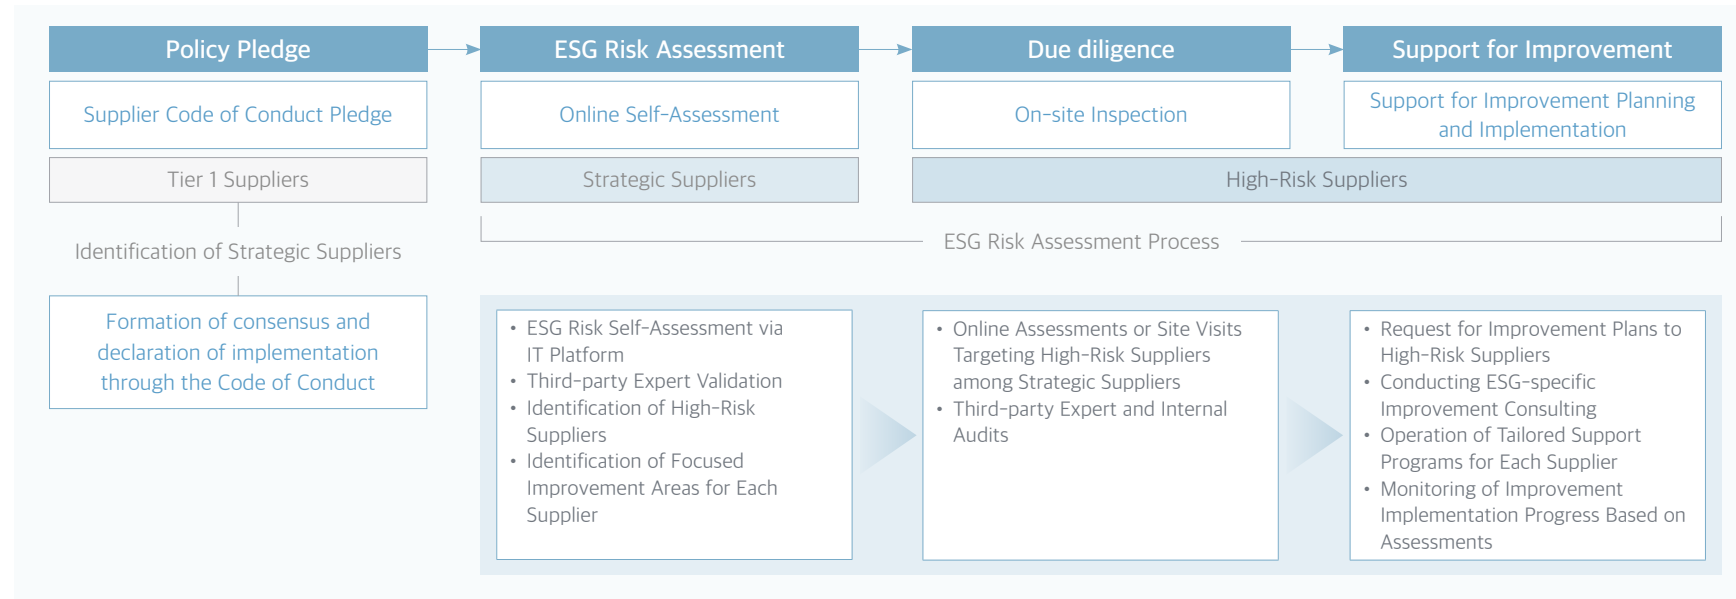 Policy Pledge
ESG Risk Assessment
Due diligence
Support for Improvement
Supplier Code of Conduct Pledge
Online Self-Assessment
On-site Inspection
Support for Improvement Planning
and Implementation
Tier 1 Suppliers
Strategic Suppliers
High-Risk Suppliers
Identification of Strategic Suppliers
ESG Risk Assessment Process
Formation of consensus and
declaration of implementation
through the Code of Conduct
• ESG Risk Self-Assessment via
IT Platform
• Third-party Expert Validation
• Identification of High-Risk
Suppliers
• Identification of Focused
Improvement Areas for Each
Supplier
• Online Assessments or Site Visits
Targeting High-Risk Suppliers
among Strategic Suppliers
• Third-party Expert and Internal
Audits
• Request for Improvement Plans to
High-Risk Suppliers
• Conducting ESG-specific
Improvement Consulting
• Operation of Tailored Support
Programs for Each Supplier
• Monitoring of Improvement
Implementation Progress Based on
Assessments